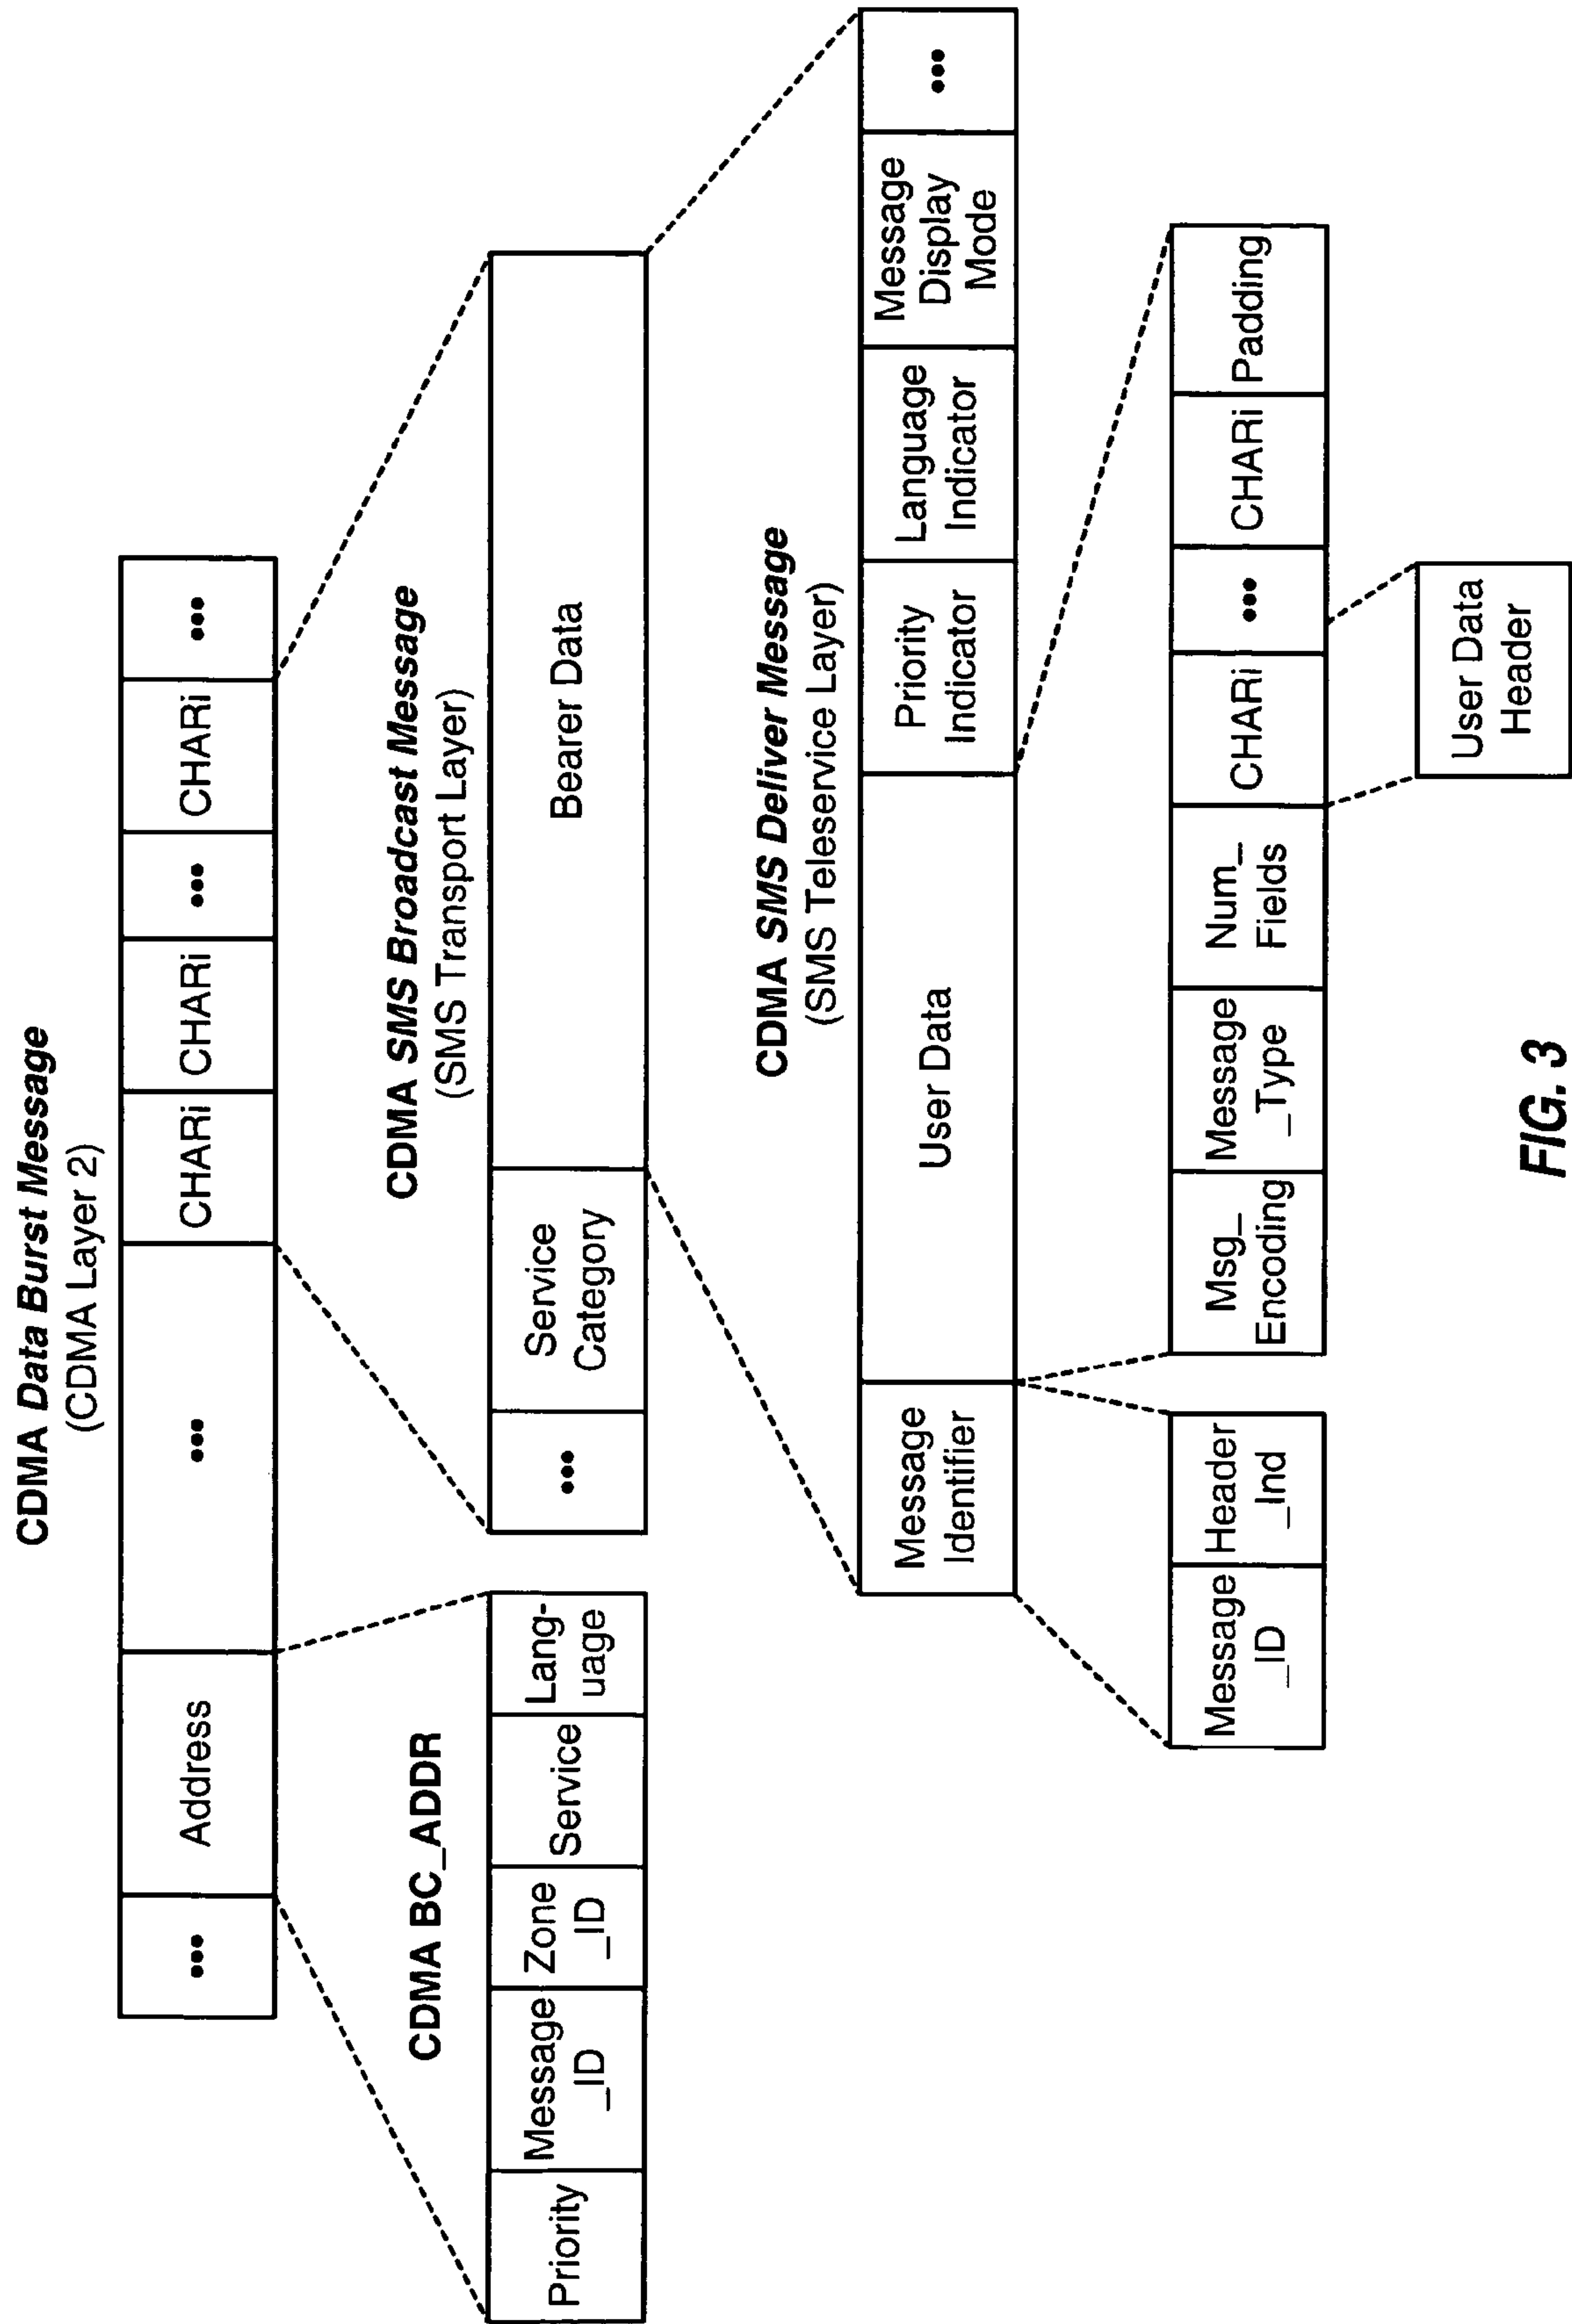 CDMA Data Burst Message
(CDMA Layer 2)
••• Address ••• CHARi CHARi ••• CHARi •••
CDMA BC_ADDR
Priority
Message
_ID
Zone
_ID
Service
Lang-
uage
CDMA SMS Broadcast Message
(SMS Transport Layer)
•••
Service
Category
Bearer Data
CDMA SMS Deliver Message
(SMS Teleservice Layer)
Message
Identifier
User Data
Priority
Indicator
Language
Indicator
Message
Display
Mode
•••
Message
_ID
Header
_Ind
Msg_
Encoding
Message
_Type
Num_
Fields
CHARi
•••
CHARi
Padding
User Data
Header
FIG. 3